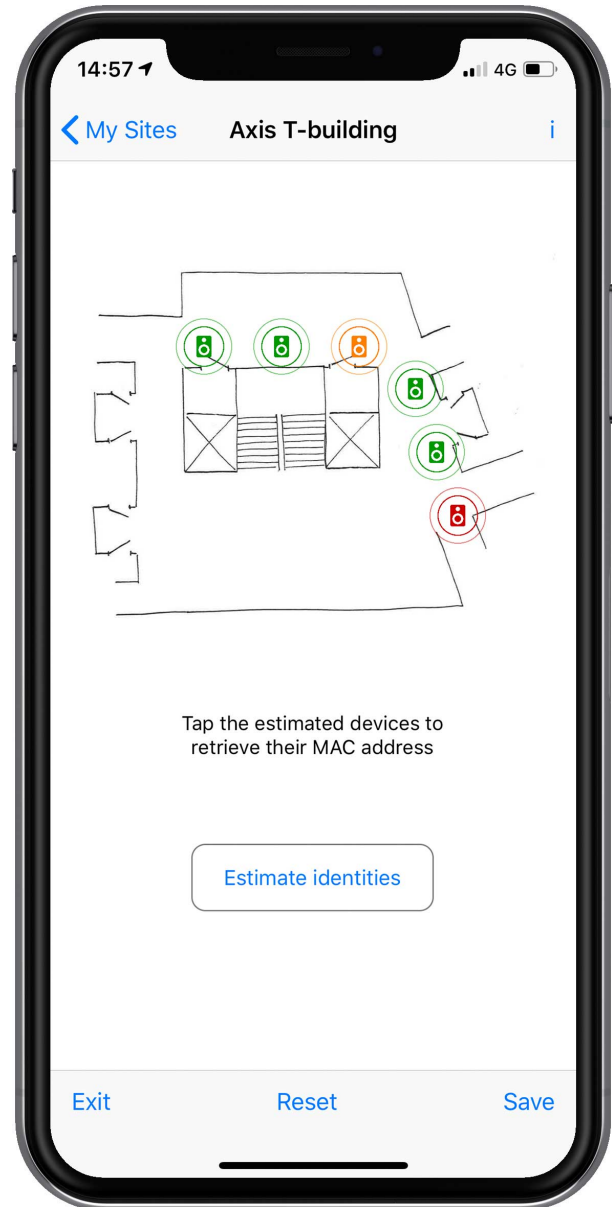 14:57
4G
My Sites
Axis T-building
i
Tap the estimated devices to
retrieve their MAC address
Estimate identities
Exit
Reset
Save